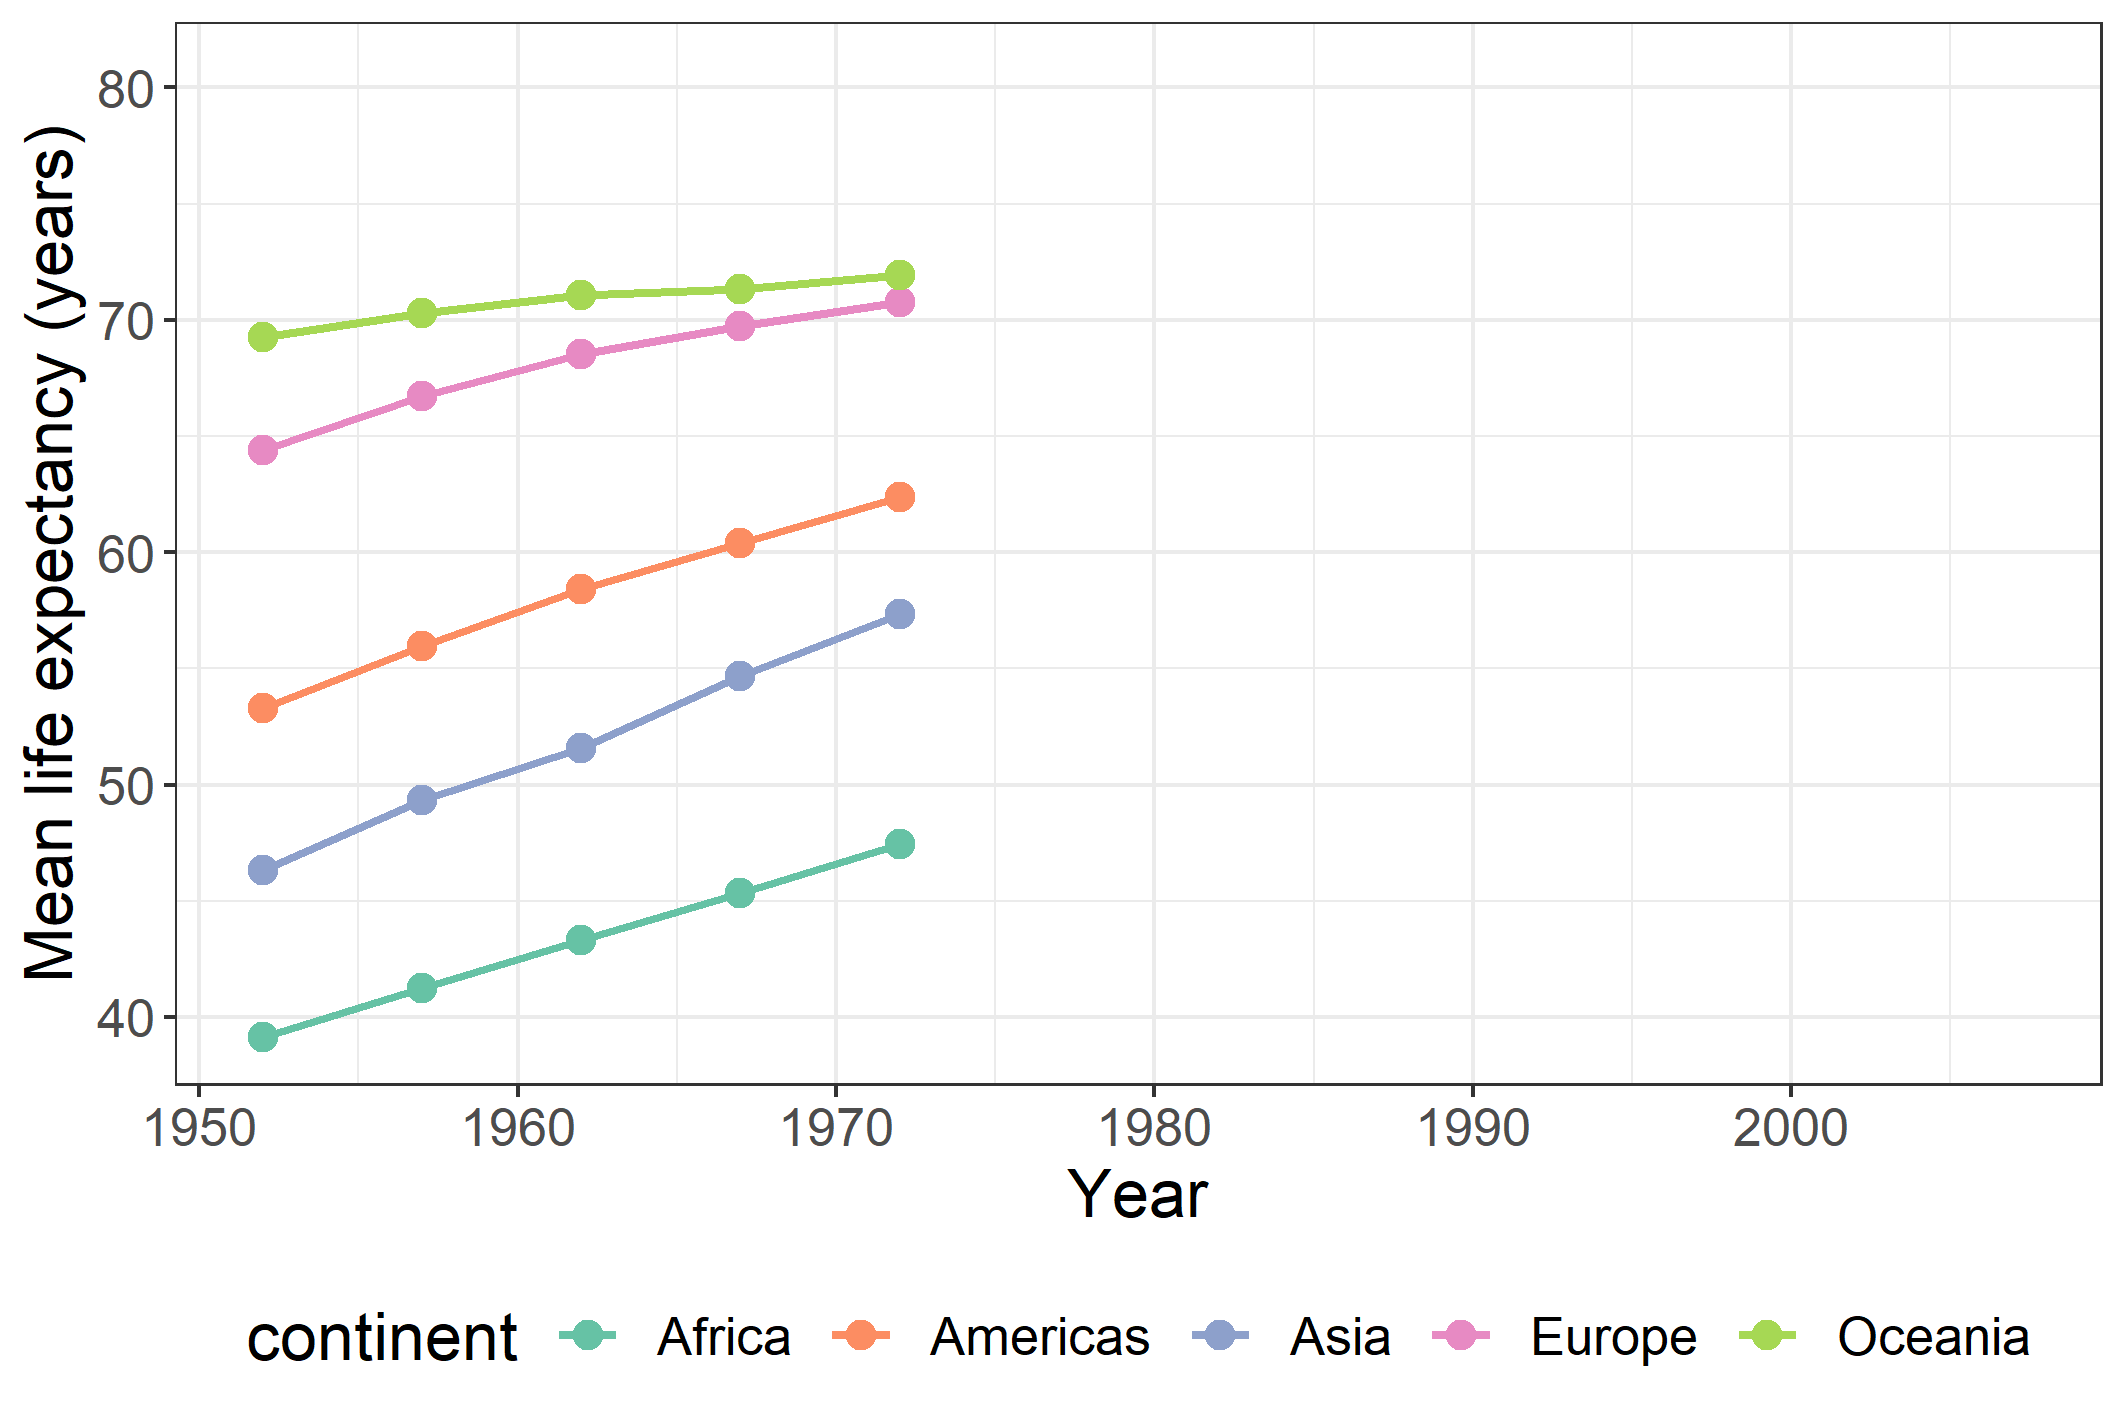 Mean life expectancy (years)
80
70
60
50
40
1950 1960 1970 1980 1990 2000
Year
continent Africa Americas Asia Europe Oceania